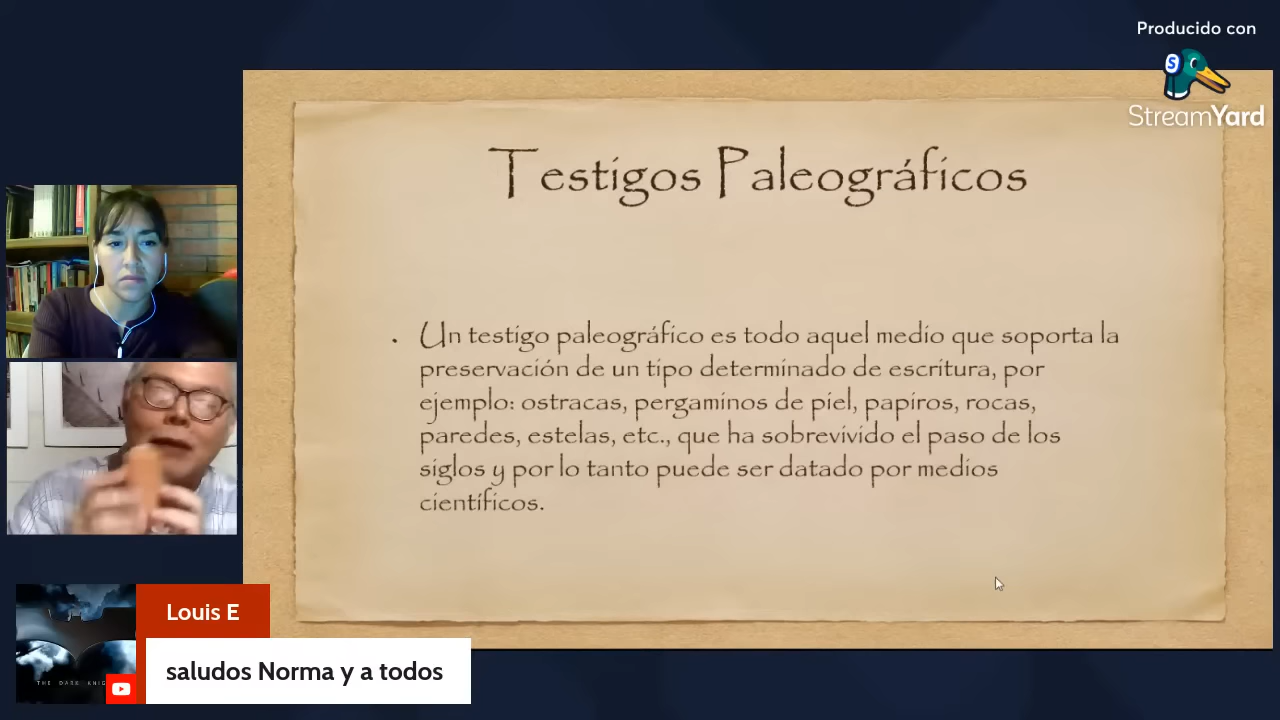 Producido con
StreamYard
Testigos Paleográficos
. Un testigo paleográfico es todo aquel medio que soporta la
preservación de un tipo determinado de escritura, por
ejemplo: ostracas, pergaminos de piel, papiros, rocas,
paredes, estelas, etc., que ha sobrevivido el paso de los
siglos y por lo tanto puede ser datado por medios
científicos.
Louis E
saludos Norma y a todos
THE DARK